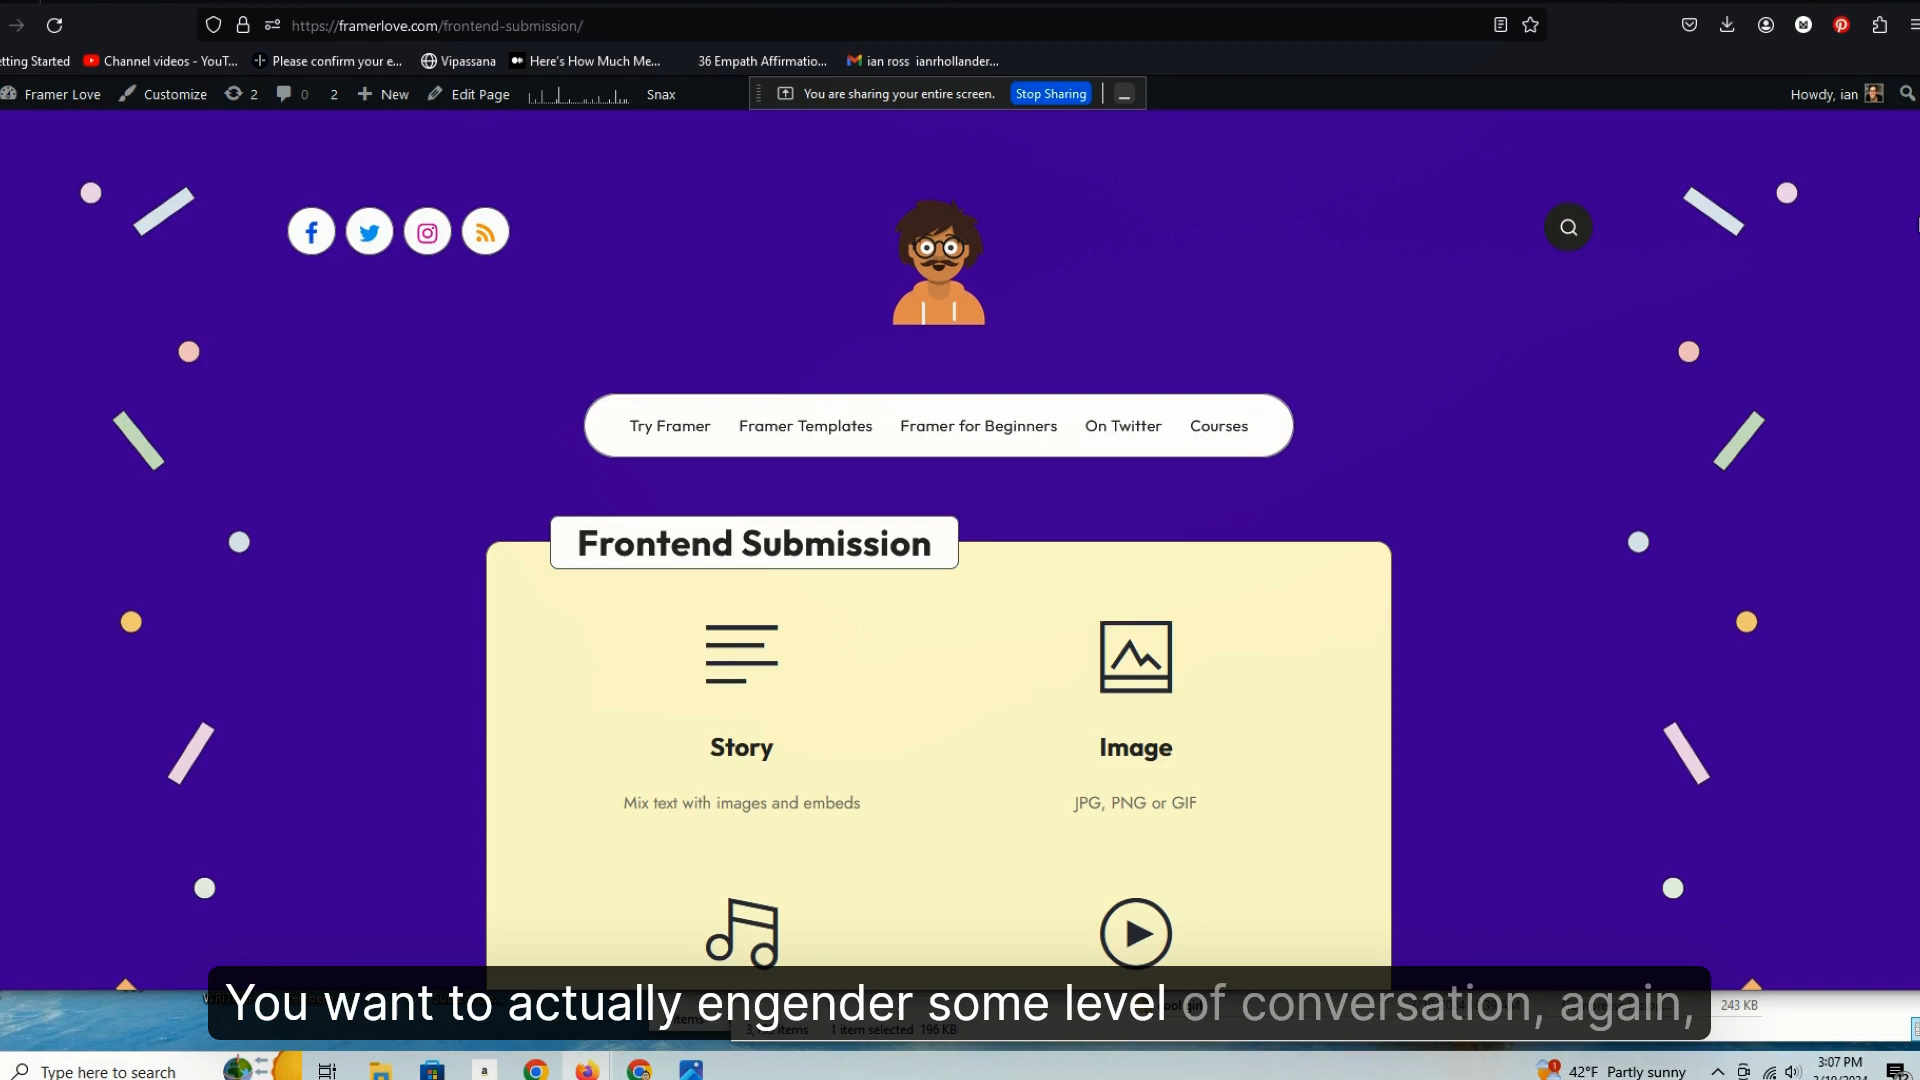 https://framerlove.com/frontend-submission/
etting Started
Channel videos - YouT...
Please confirm your e...
Vipassana
Here's How Much Me...
36 Empath Affirmatio...
ian ross ianrhollander...
Framer Love
Customize
2
0
2
New
Edit Page
Snax
You are sharing your entire screen.
Stop Sharing
Howdy, ian
Try Framer
Framer Templates
Framer for Beginners
On Twitter
Courses
Frontend Submission
Story
Image
Mix text with images and embeds
JPG, PNG or GIF
You want to actually engender some level of conversation, again,
243 KB
items
1 item selected 196 KB
Type here to search
a
1
42°F Partly sunny
3:07 PM